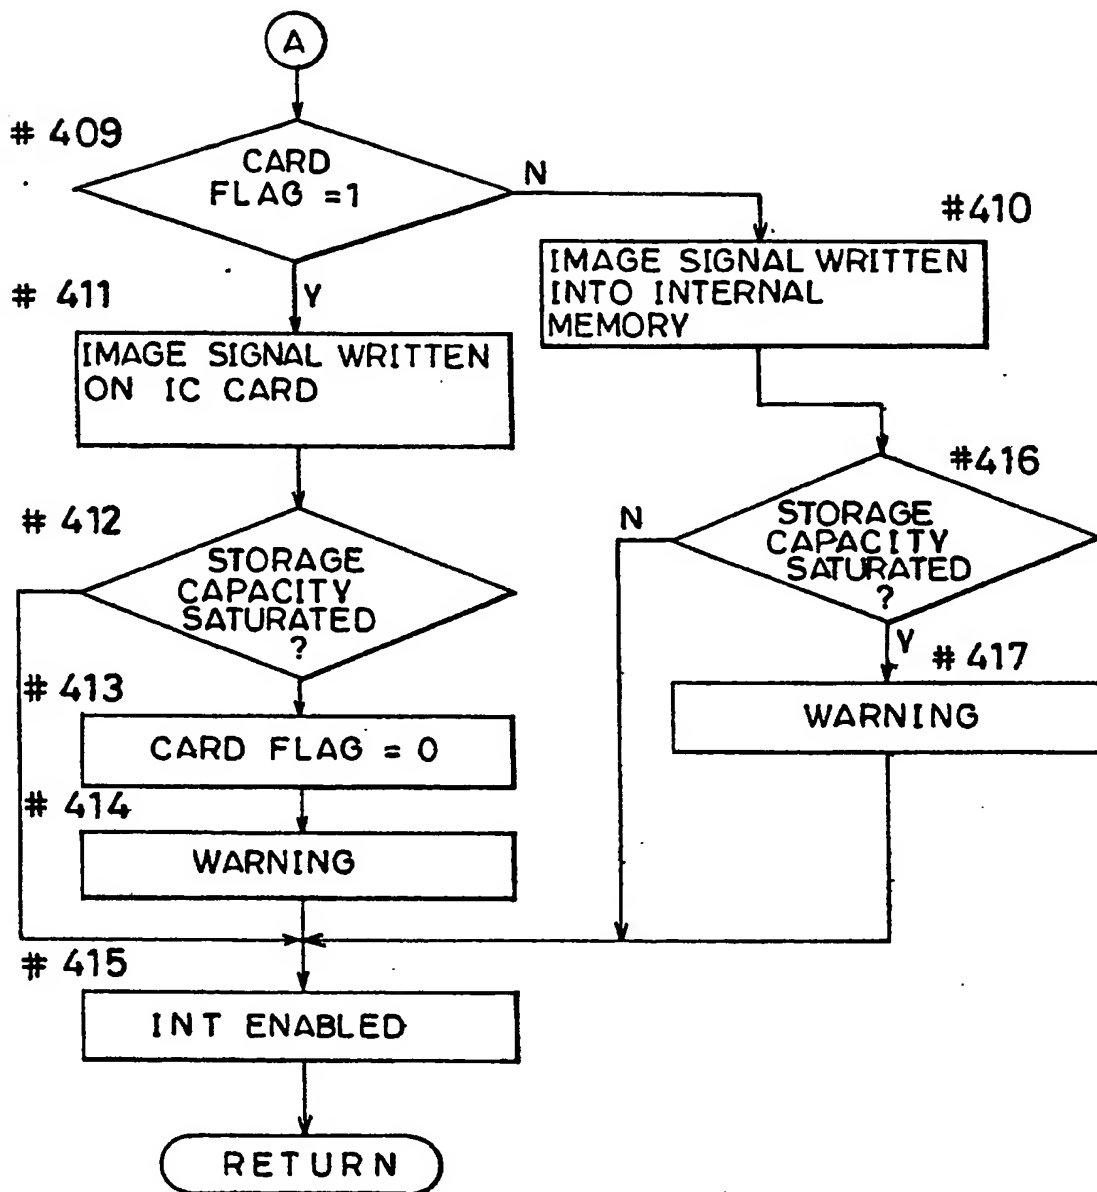 A
# 409
CARD
FLAG =1
N
#410
IMAGE SIGNAL WRITTEN
INTO INTERNAL
MEMORY
# 411
Y
IMAGE SIGNAL WRITTEN
ON IC CARD
# 412
STORAGE
CAPACITY
SATURATED
?
#416
N
STORAGE
CAPACITY
SATURATED
?
Y
# 417
WARNING
# 413
CARD FLAG = 0
# 414
WARNING
# 415
INT ENABLED
RETURN